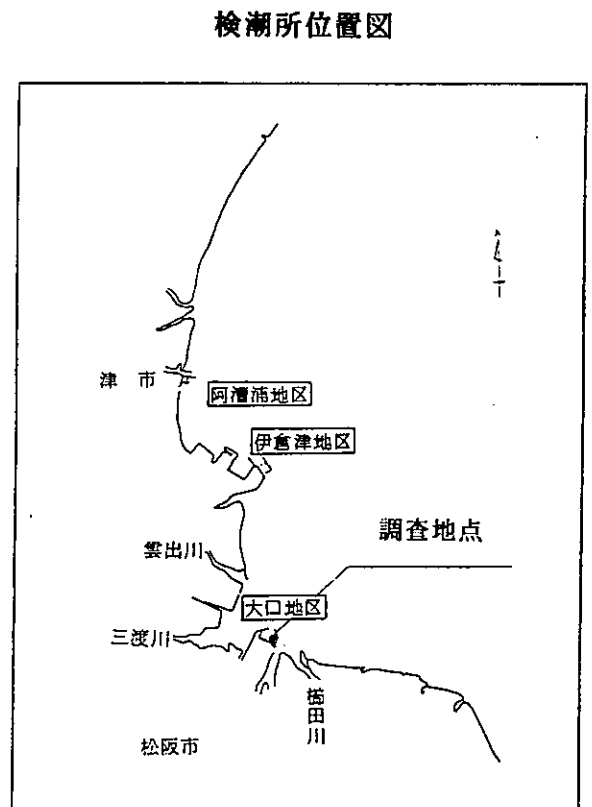 検潮所位置図
津市
阿漕浦地区
伊倉津地区
調査地点
雲出川
大口地区
三渡川
櫛田川
松阪市